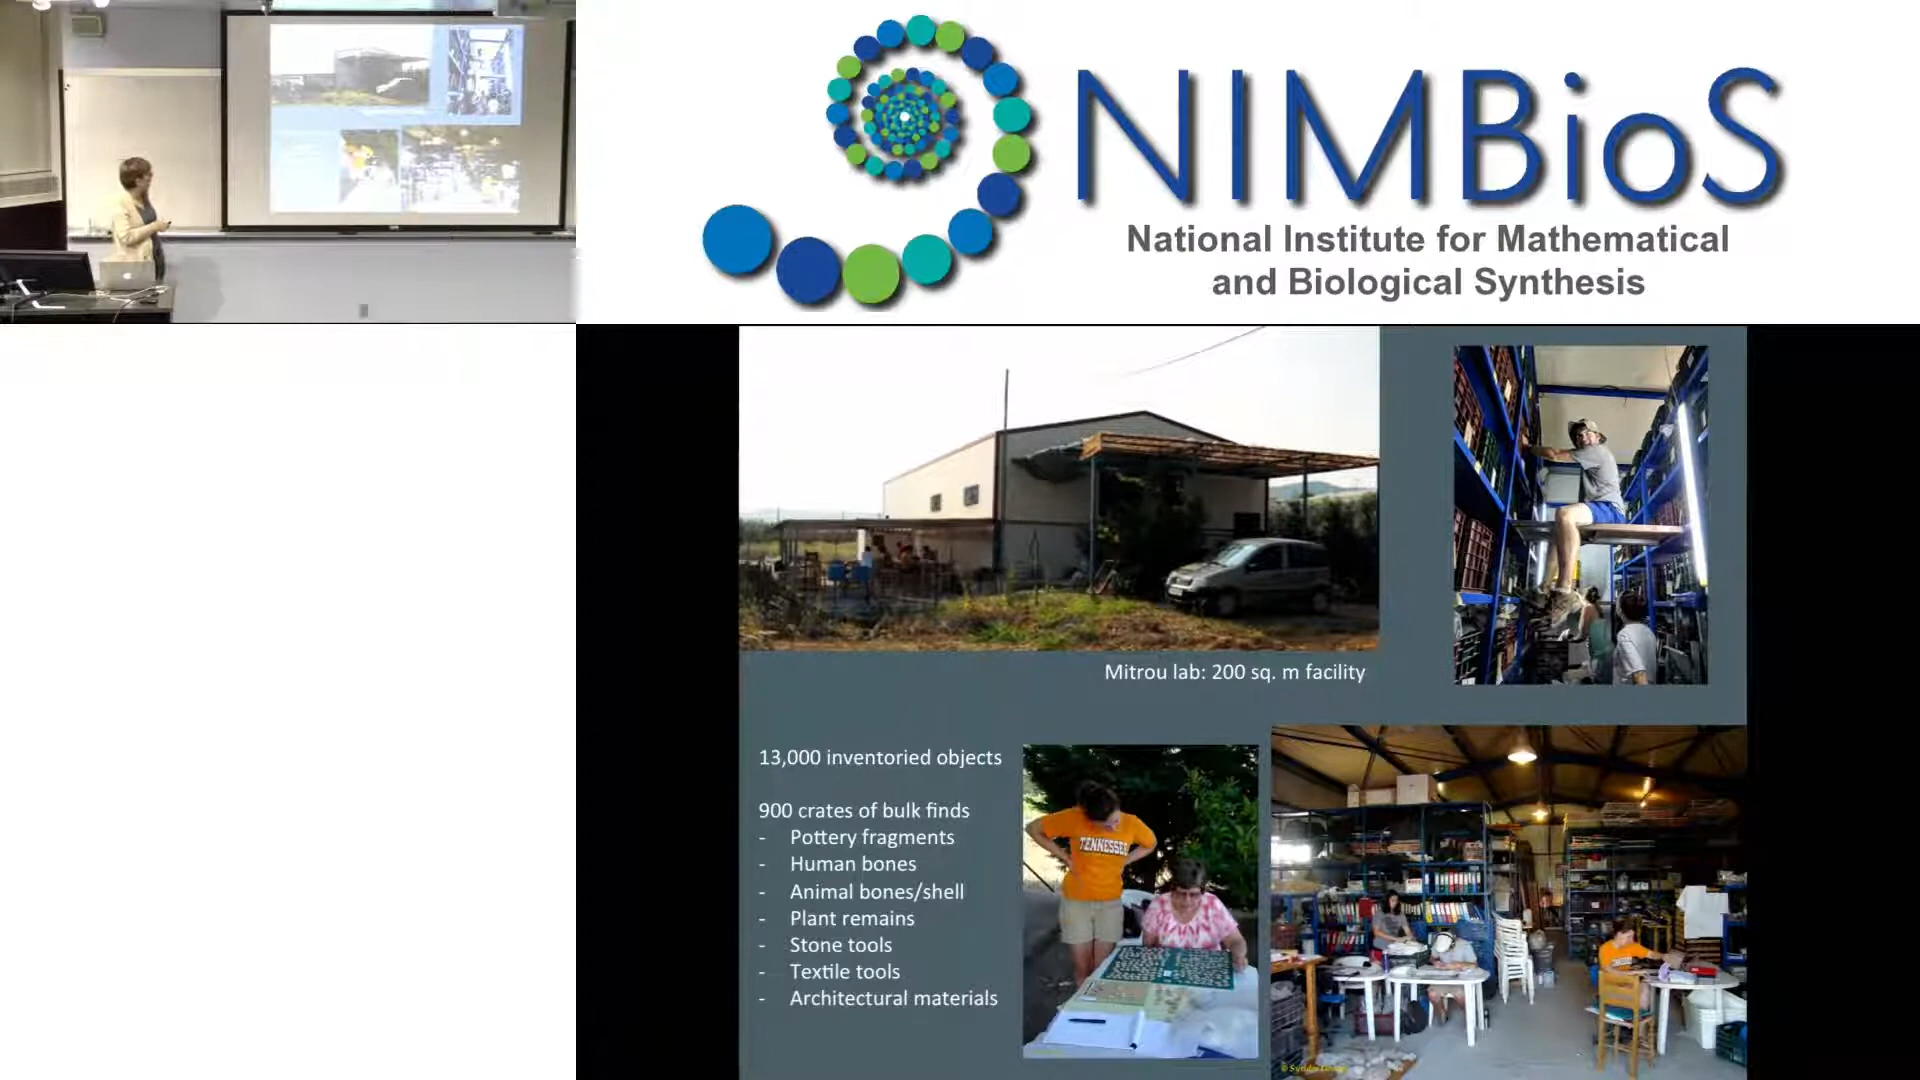 NIMBioS
National Institute for Mathematical
and Biological Synthesis
Mitrou lab: 200 sq. m facility
13,000 inventoried objects
900 crates of bulk finds
- Pottery fragments
- Human bones
- Animal bones/shell
- Plant remains
- Stone tools
- Textile tools
- Architectural materials
TENNESSEE